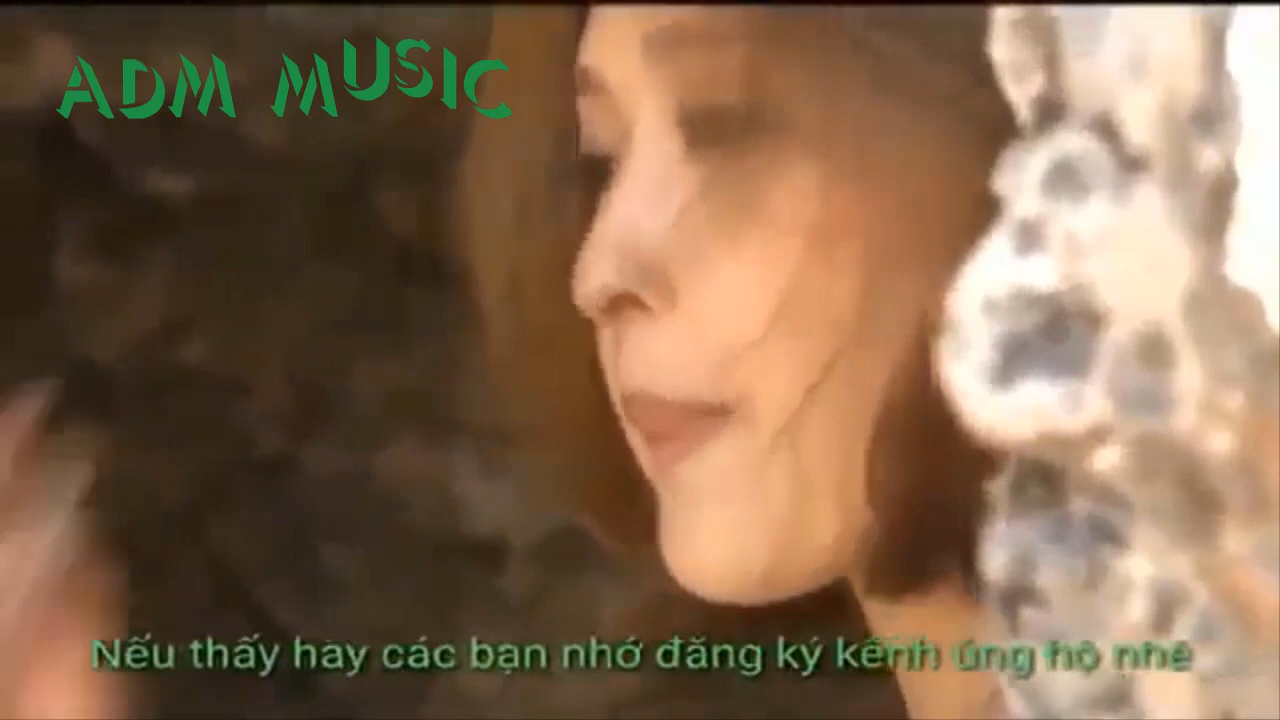 ADM MUSIC
Nếu thấy hay các bạn nhớ đăng ký kênh ủng hộ nhé